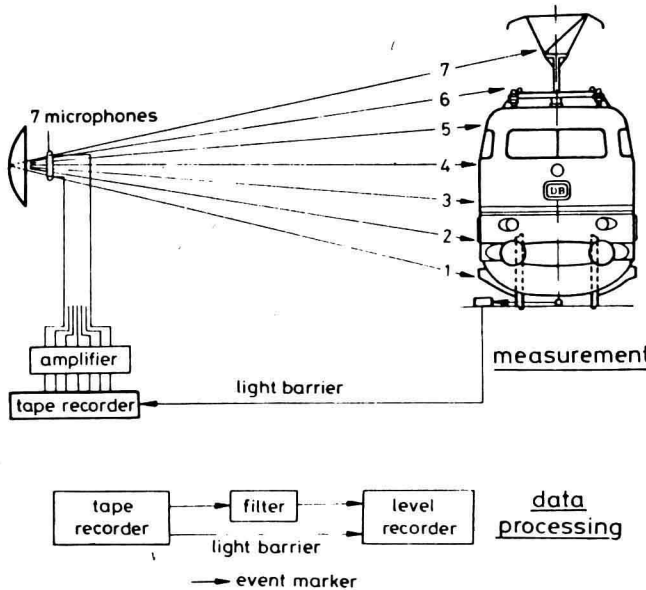 7
6
7 microphones
5
4
3
DB
2
1
amplifier
measurement
light barrier
tape recorder
tape
recorder
filter
level
recorder
data
processing
light barrier
event marker